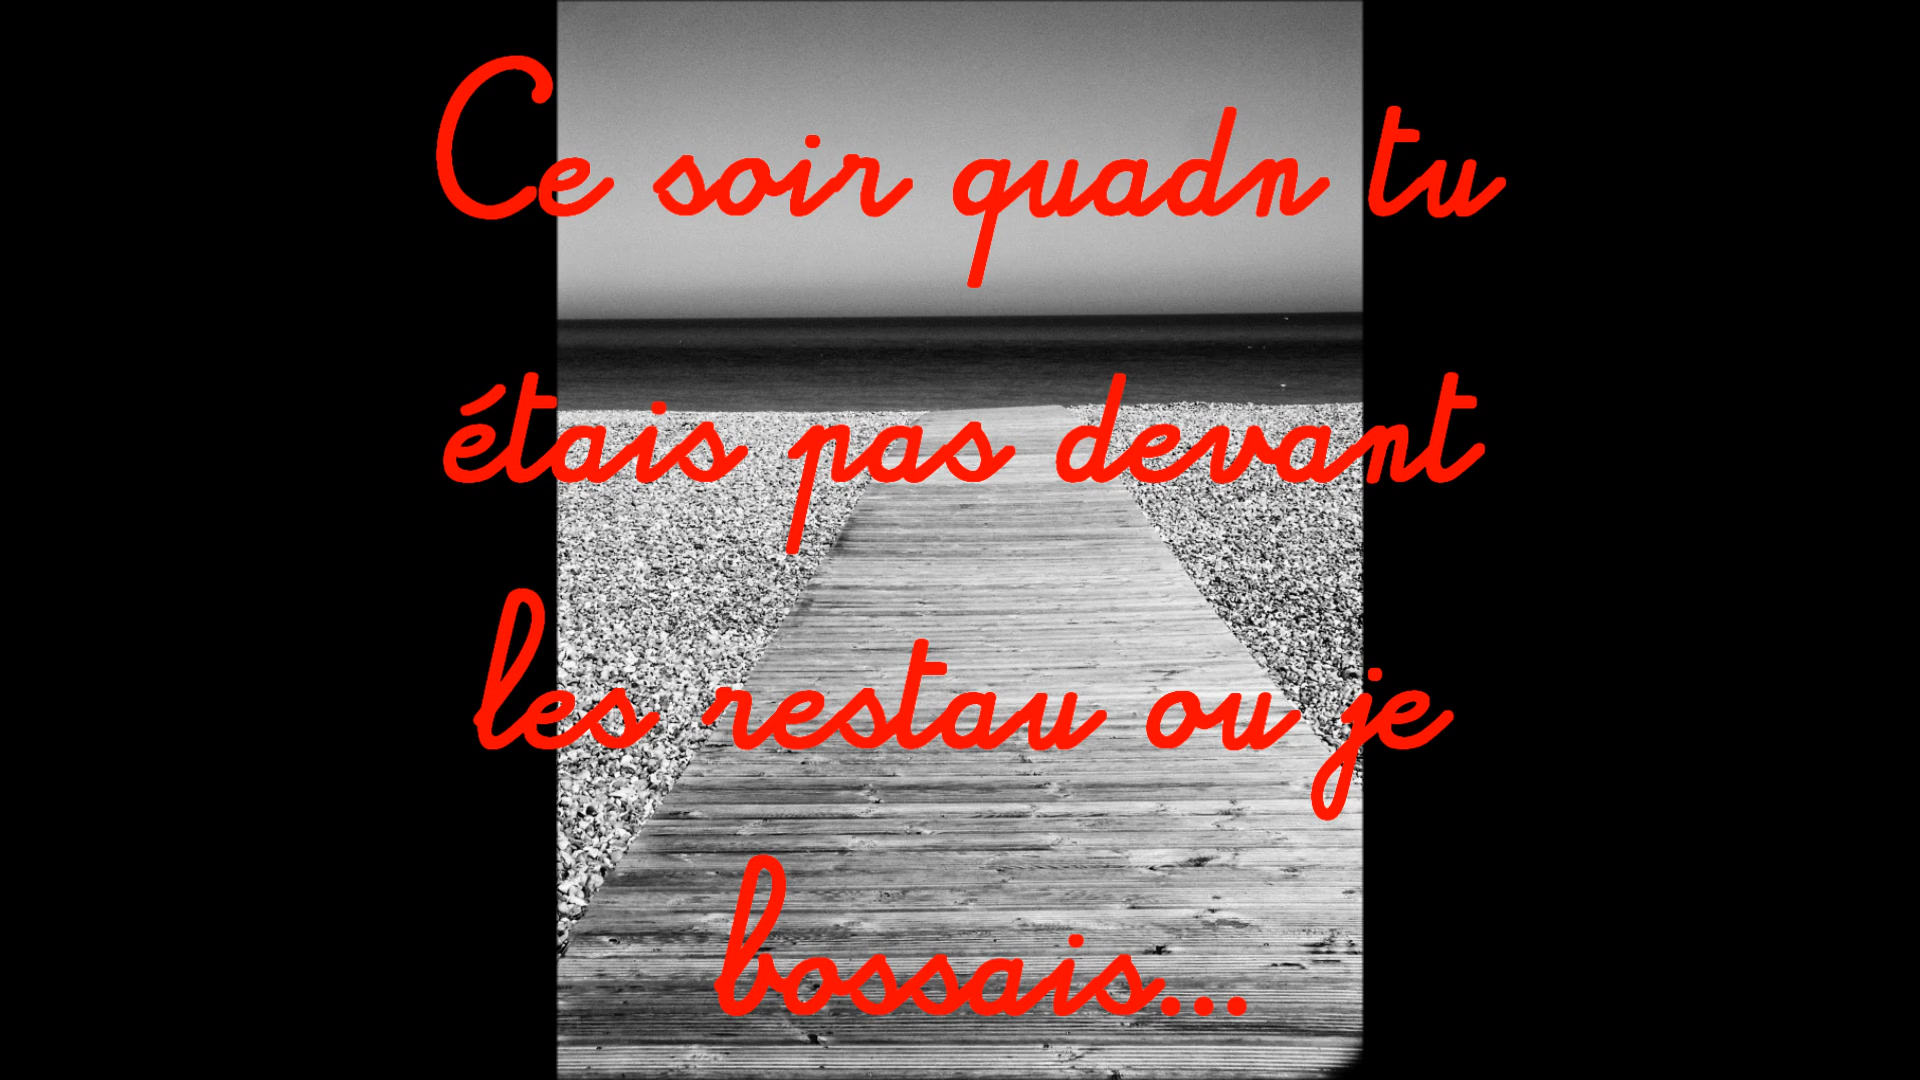 Ce soir quadn tu
étais pas devant
les restau ou je
bossais...